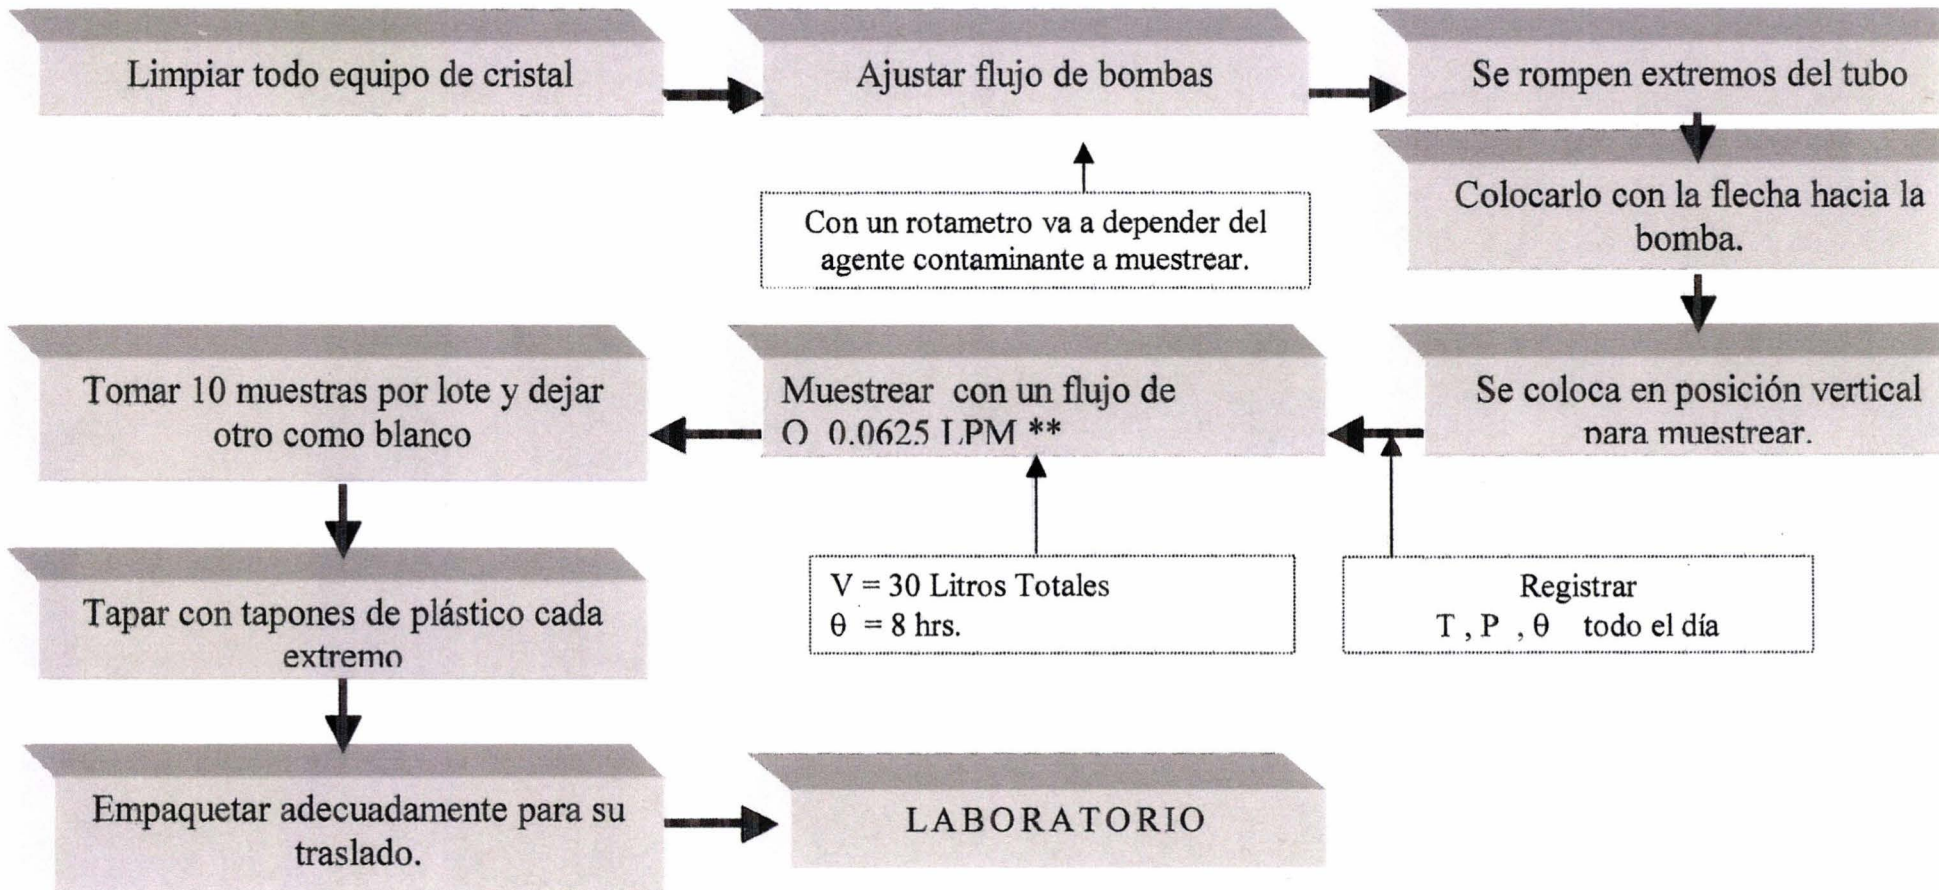 Limpiar todo equipo de cristal
Ajustar flujo de bombas
Se rompen extremos del tubo
Con un rotametro va a depender del
agente contaminante a muestrear.
Colocarlo con la flecha hacia la
bomba.
Se coloca en posición vertical
para muestrear.
Registrar
T , P , θ todo el día
Muestrear con un flujo de
Q 0.0625 LPM **
V = 30 Litros Totales
θ = 8 hrs.
Tomar 10 muestras por lote y dejar
otro como blanco
Tapar con tapones de plástico cada
extremo
Empaquetar adecuadamente para su
traslado.
LABORATORIO